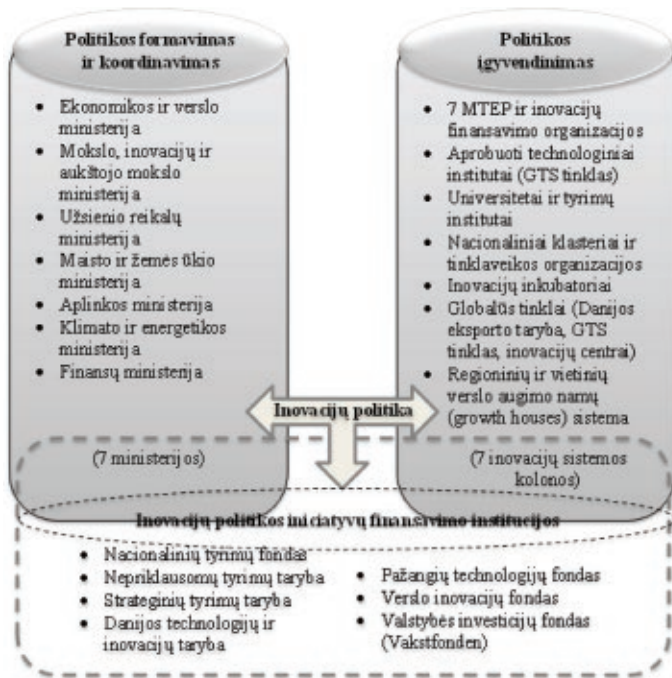 Politikos formavimas
ir koordinavimas
• Ekonomikos ir verslo
ministerija
• Mokslo, inovacijų ir
aukštojo mokslo
ministerija
• Užsienio reikalų
ministerija
• Maisto ir žemės ūkio
ministerija
• Aplinkos ministerija
• Klimato ir energetikos
ministerija
• Finansų ministerija
(7 ministerijos)
Politikos
įgyvendinimas
• 7 MTEP ir inovacijų
finansavimo organizacijos
• Aprobuoti technologiniai
institutai (GTS tinklas)
• Universitetai ir tyrimų
institutai
• Nacionaliniai klasteriai ir
tinklaveikos organizacijos
• Inovacijų inkubatoriai
• Globalūs tinklai (Danijos
eksporto taryba, GTS
tinklas, inovacijų centrai)
• Regioninių ir vietinių
verslo augimo namų
(growth houses) sistema
(7 inovacijų sistemos
kolonos)
Inovacijų politika
Inovacijų politikos iniciatyvų finansavimo institucijos
• Nacionalinių tyrimų fondas
• Nepriklausomų tyrimų taryba
• Strateginių tyrimų taryba
• Danijos technologijų ir
inovacijų taryba
• Pažangių technologijų fondas
• Verslo inovacijų fondas
• Valstybės investicijų fondas
(Vakstfonden)